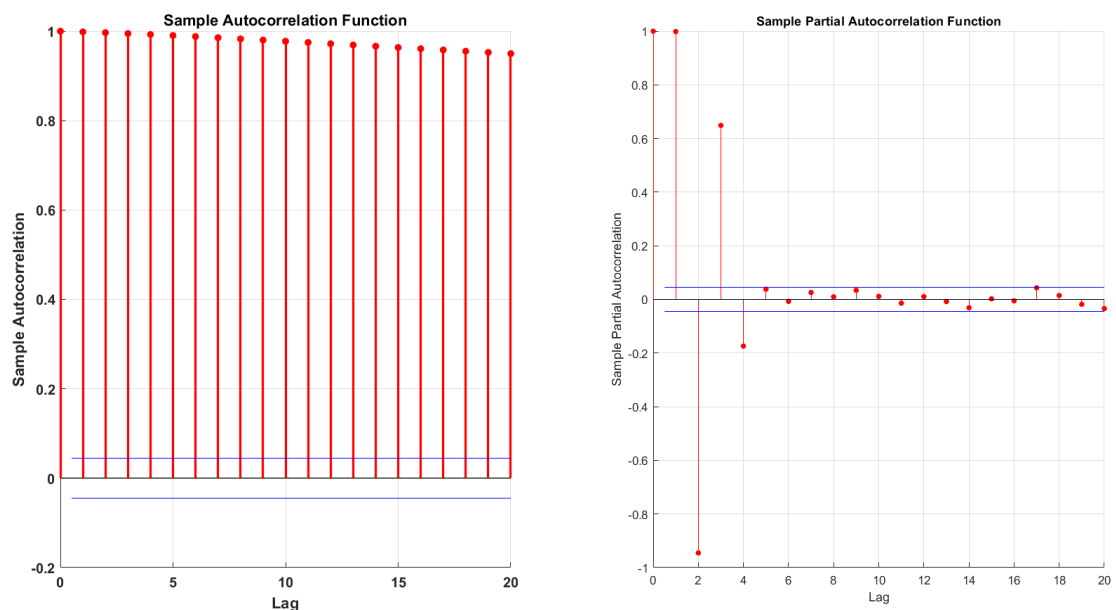 Sample Autocorrelation Function
1
0.8
0.6
0.4
0.2
0
-0.2
Sample Autocorrelation
0 5 10 15 20
Lag
Sample Partial Autocorrelation Function
1
0.8
0.6
0.4
0.2
0
-0.2
-0.4
-0.6
-0.8
-1
Sample Partial Autocorrelation
0 2 4 6 8 10 12 14 16 18 20
Lag